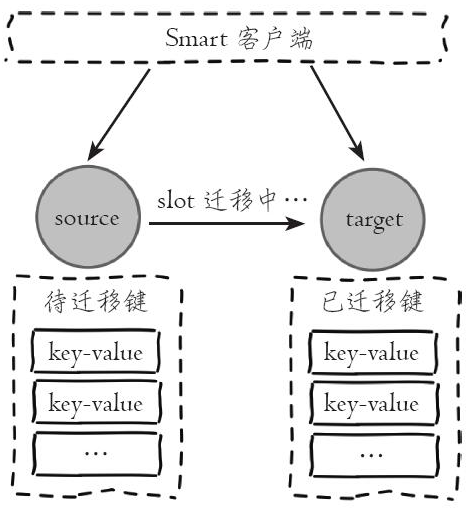 Smart 客户端
slot 迁移中…
source
target
待迁移键
key-value
key-value
…
已迁移键
key-value
key-value
…